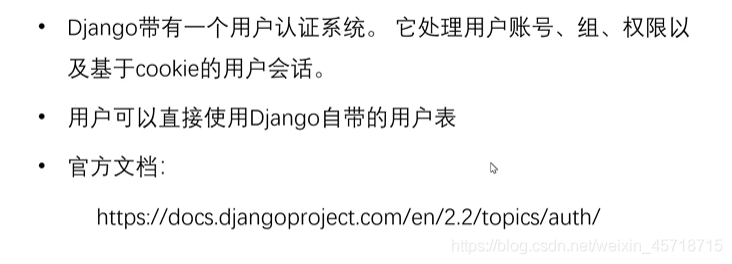 • Django带有一个用户认证系统。 它处理用户账号、组、权限以
及基于cookie的用户会话。
• 用户可以直接使用Django自带的用户表
• 官方文档：
https://docs.djangoproject.com/en/2.2/topics/auth/
https://blog.csdn.net/weixin_45718715